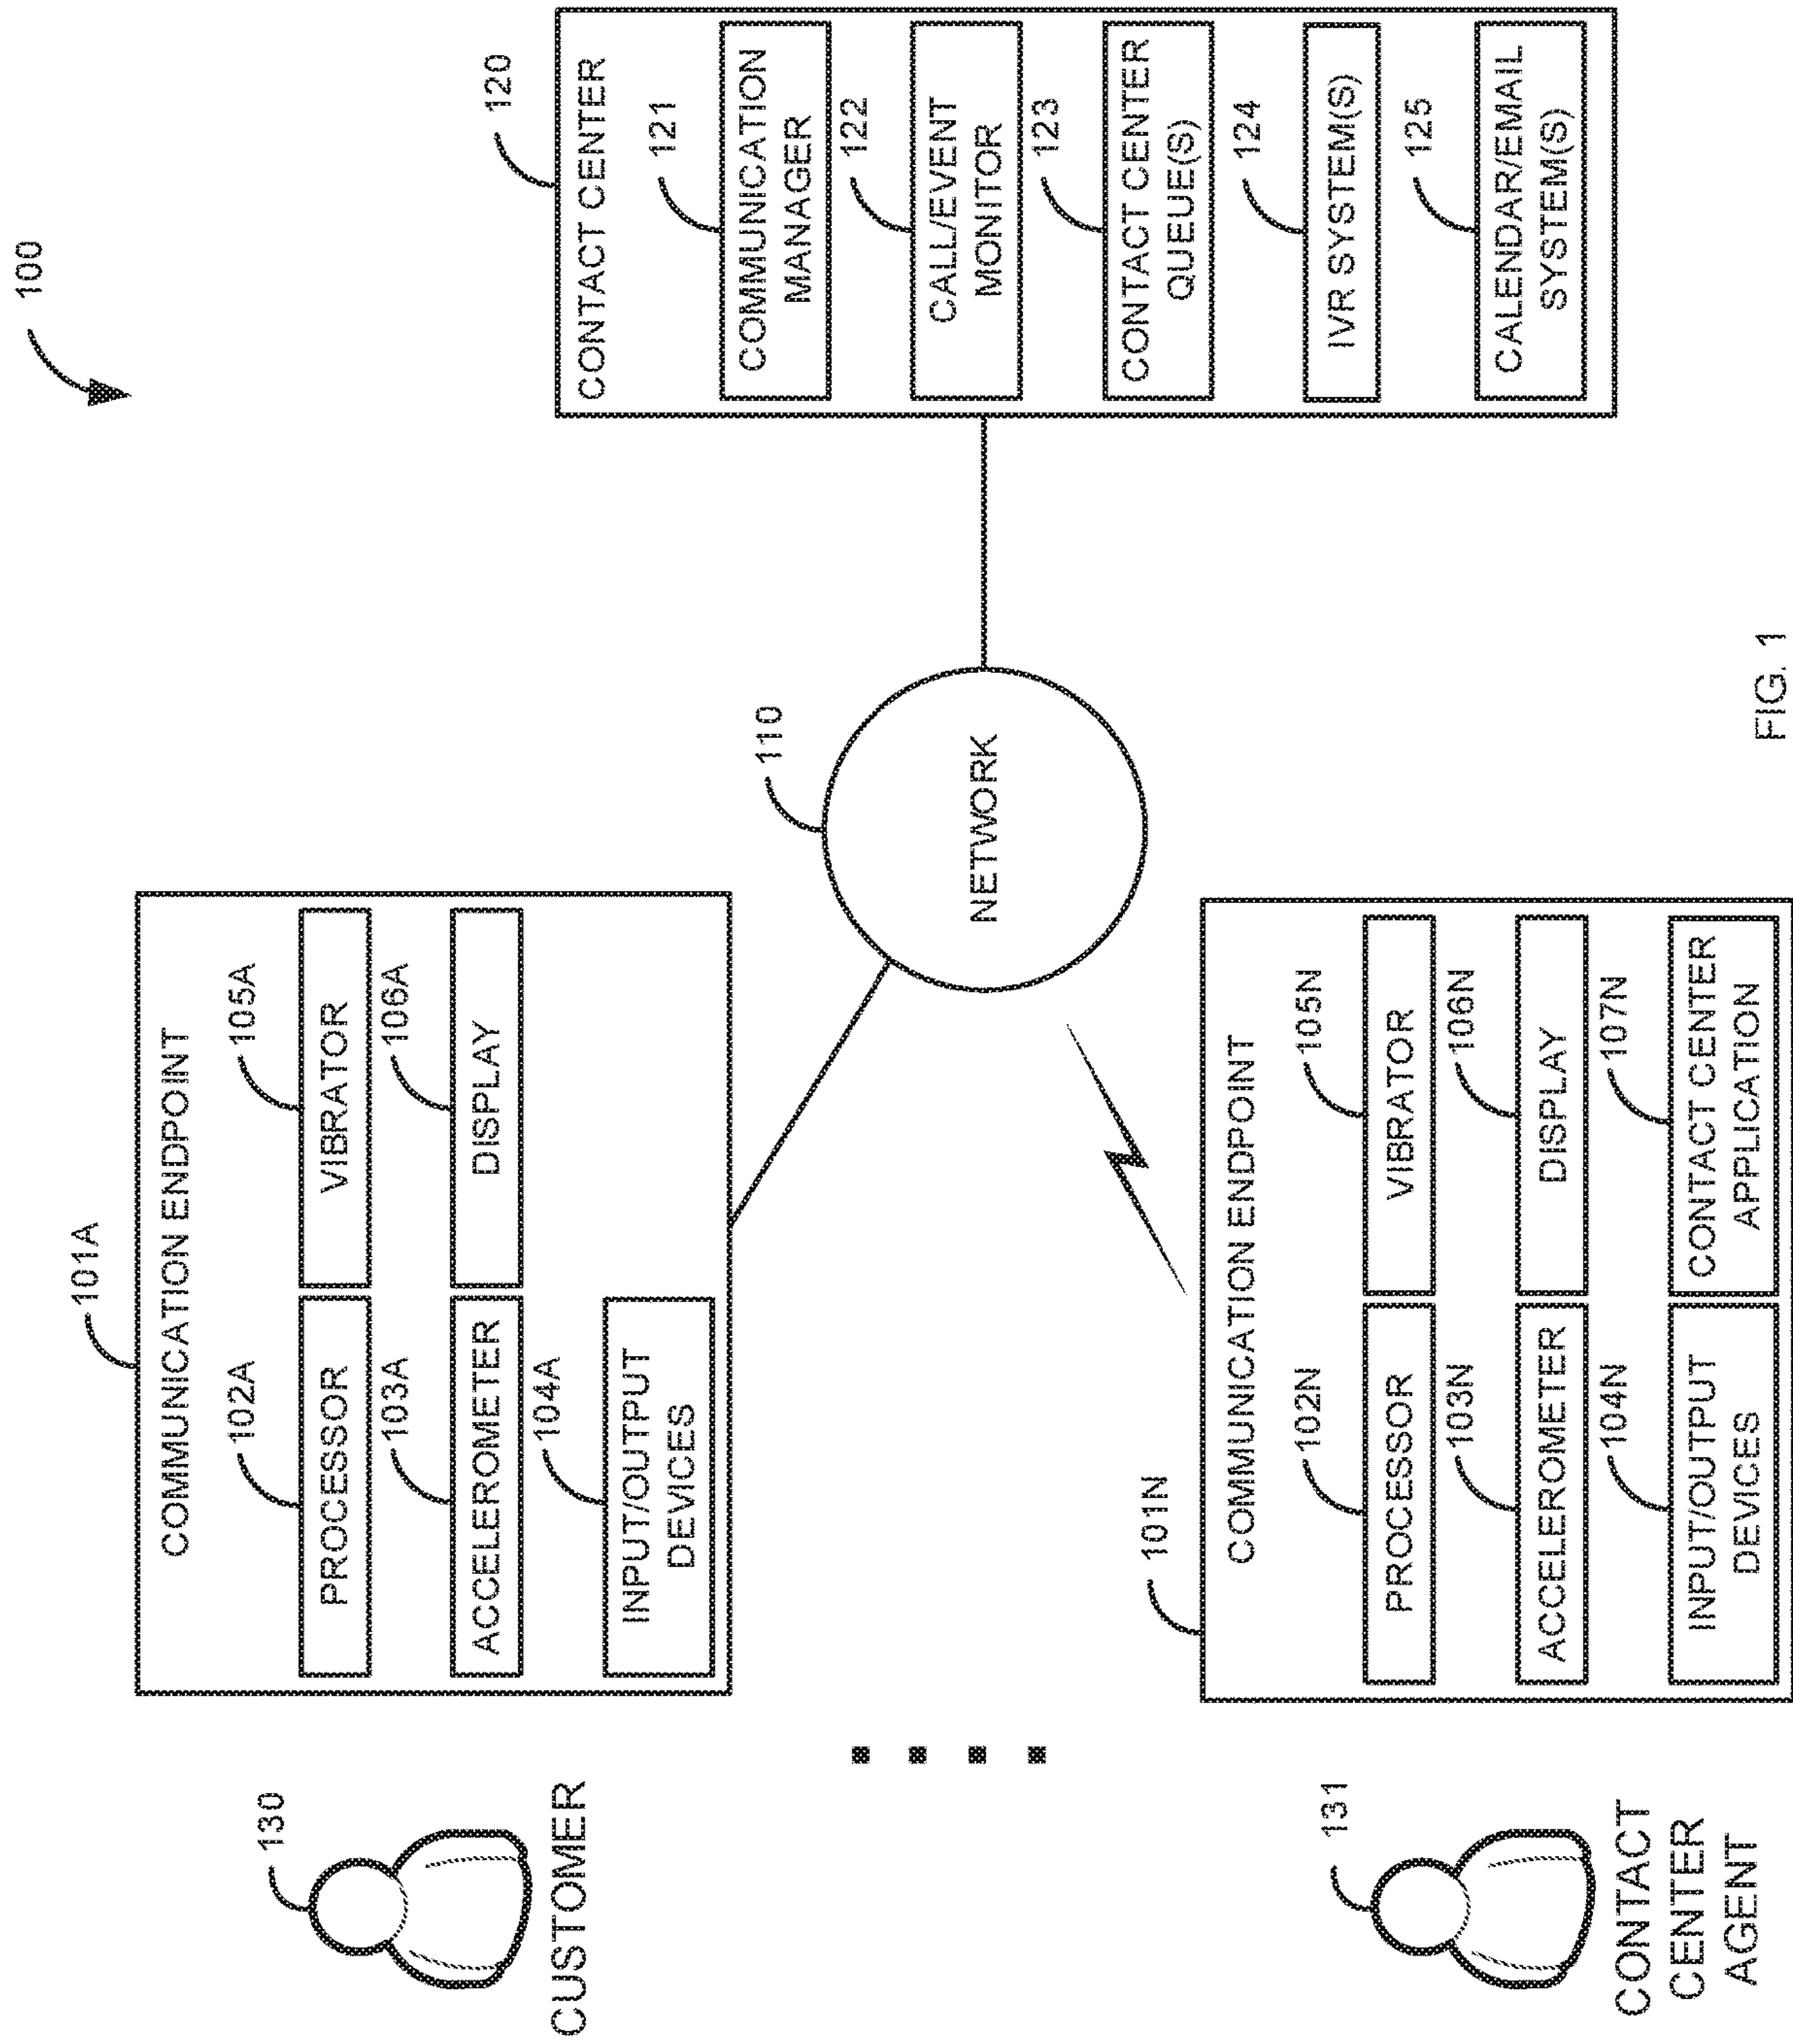 100
130
CUSTOMER
101A
COMMUNICATION ENDPOINT
102A
PROCESSOR
105A
VIBRATOR
103A
ACCELEROMETER
106A
DISPLAY
104A
INPUT/OUTPUT
DEVICES
110
NETWORK
120
CONTACT CENTER
121
COMMUNICATION
MANAGER
122
CALL/EVENT
MONITOR
123
CONTACT CENTER
QUEUE(S)
124
IVR SYSTEM(S)
125
CALENDAR/EMAIL
SYSTEM(S)
131
CONTACT
CENTER
AGENT
101N
COMMUNICATION ENDPOINT
102N
PROCESSOR
105N
VIBRATOR
103N
ACCELEROMETER
106N
DISPLAY
104N
INPUT/OUTPUT
DEVICES
107N
CONTACT CENTER
APPLICATION
FIG. 1